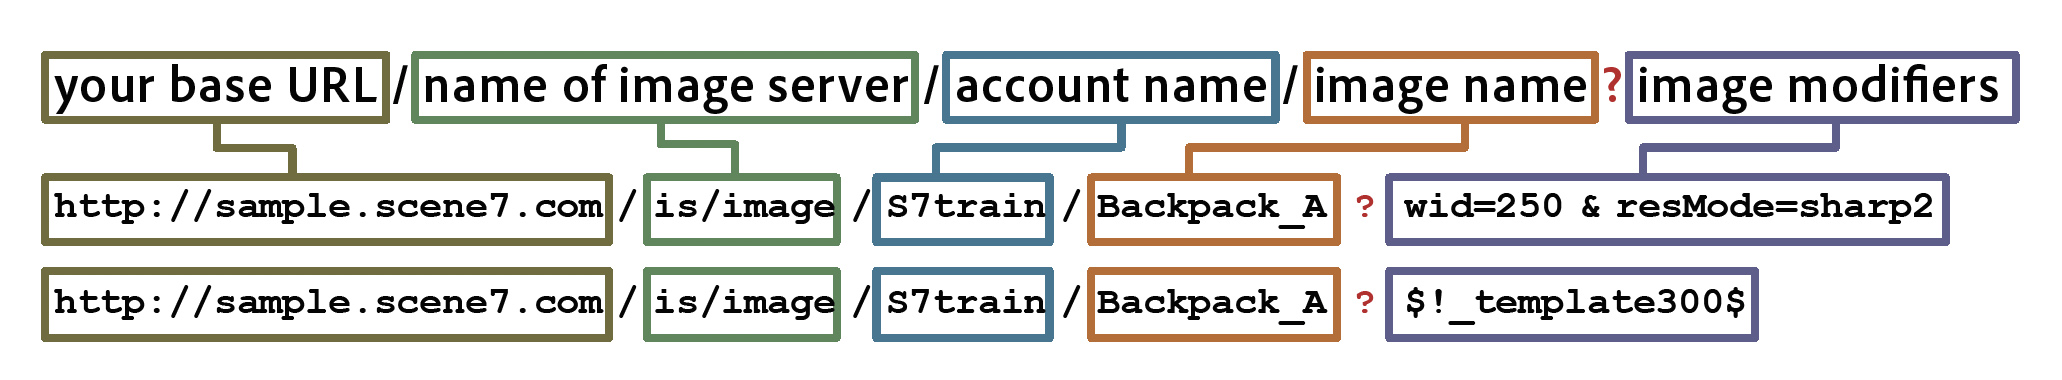 your base URL/name of image server/account name/image name?image modifiers
http://sample.scene7.com/is/image/S7train/Backpack_A ? wid=250 & resMode=sharp2
http://sample.scene7.com/is/image/S7train/Backpack_A ? $!_template300$